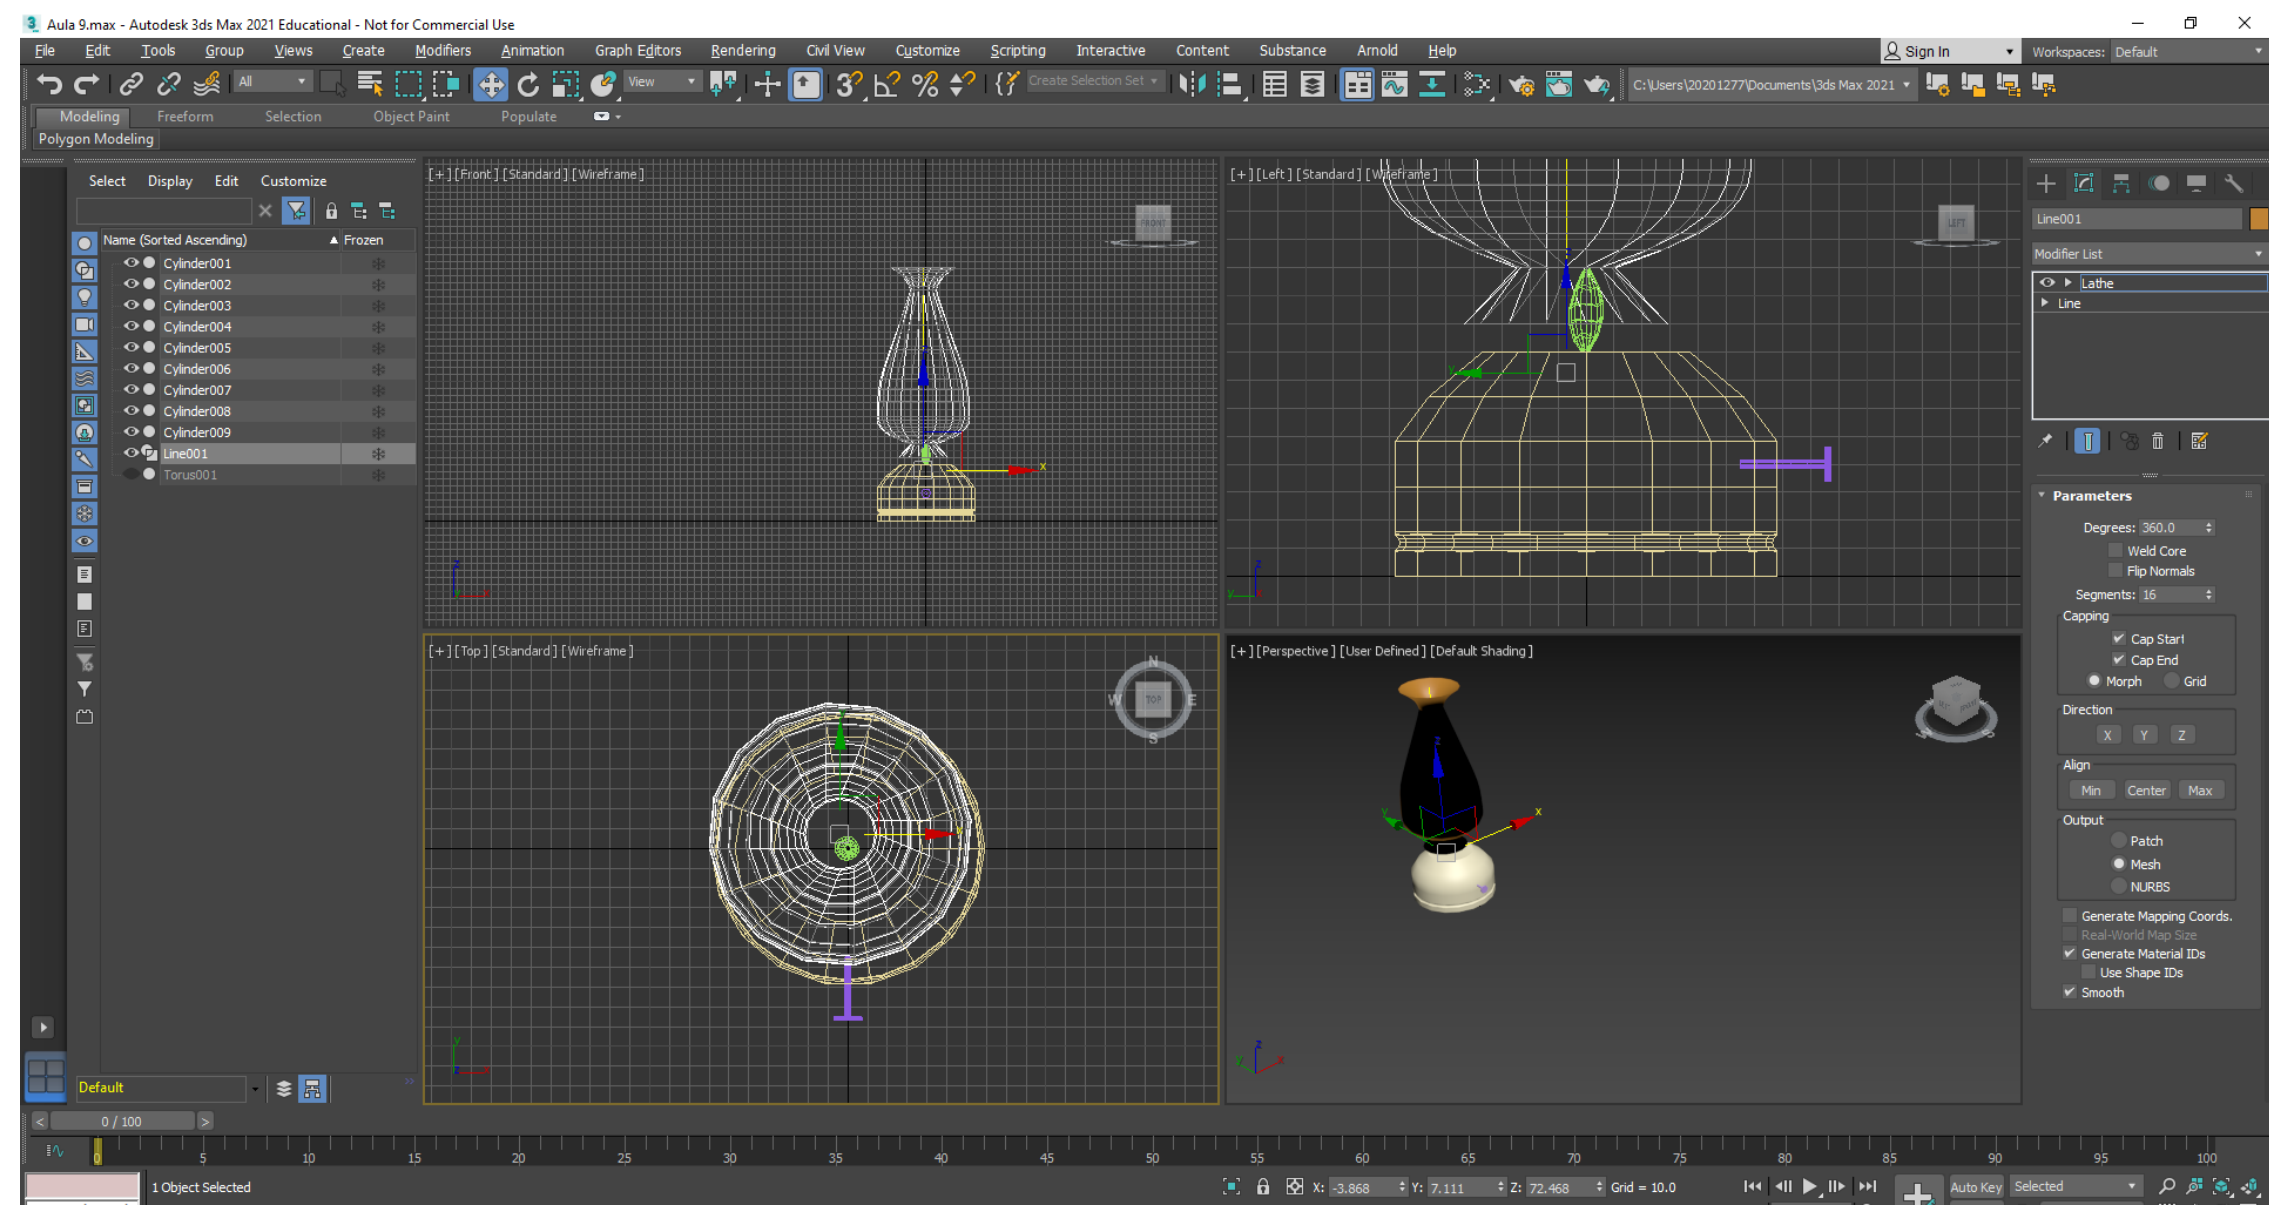 Aula 9.max - Autodesk 3ds Max 2021 Educational - Not for Commercial Use
File Edit Tools Group Views Create Modifiers Animation Graph Editors Rendering Civil View Customize Scripting Interactive Content Substance Arnold Help Sign In Workspaces: Default
All View Create Selection Set C:\Users\20201277\Documents\3ds Max 2021
Modeling Freeform Selection Object Paint Populate
Polygon Modeling
Select Display Edit Customize
Name (Sorted Ascending) ▲ Frozen
Cylinder001
Cylinder002
Cylinder003
Cylinder004
Cylinder005
Cylinder006
Cylinder007
Cylinder008
Cylinder009
Line001
Torus001
Default
[+][Front][Standard][Wireframe]
FRONT
x
z
[+][Left][Standard][Wireframe]
LEFT
y
z
y
[+][Top][Standard][Wireframe]
N
W TOP E
S
y
z
[+][Perspective][User Defined][Default Shading]
z
y
x
z
y
x
Line001
Modifier List
Lathe
Line
Parameters
Degrees: 360.0
Weld Core
Flip Normals
Segments: 16
Capping
Cap Start
Cap End
Morph Grid
Direction
X Y Z
Align
Min Center Max
Output
Patch
Mesh
NURBS
Generate Mapping Coords.
Real-World Map Size
Generate Material IDs
Use Shape IDs
Smooth
< 0 / 100 >
0 5 10 15 20 25 30 35 40 45 50 55 60 65 70 75 80 85 90 95 100
1 Object Selected X: -3.868 Y: 7.111 Z: 72.468 Grid = 10.0 Auto Key Selected